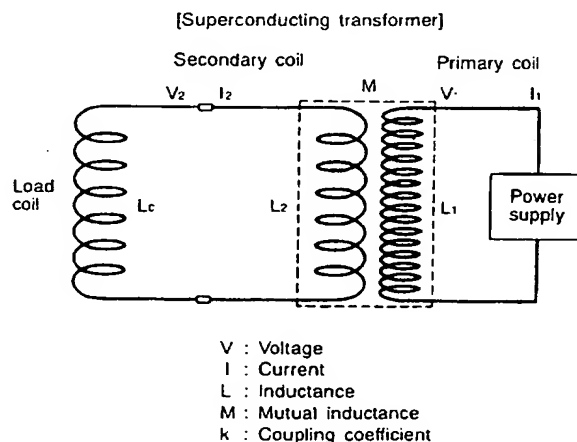 [Superconducting transformer]
Secondary coil
Primary coil
M
V₂ I₂
V· I₁
Load
coil
Lc
L₂
L₁
Power
supply
V : Voltage
I : Current
L : Inductance
M : Mutual inductance
k : Coupling coefficient